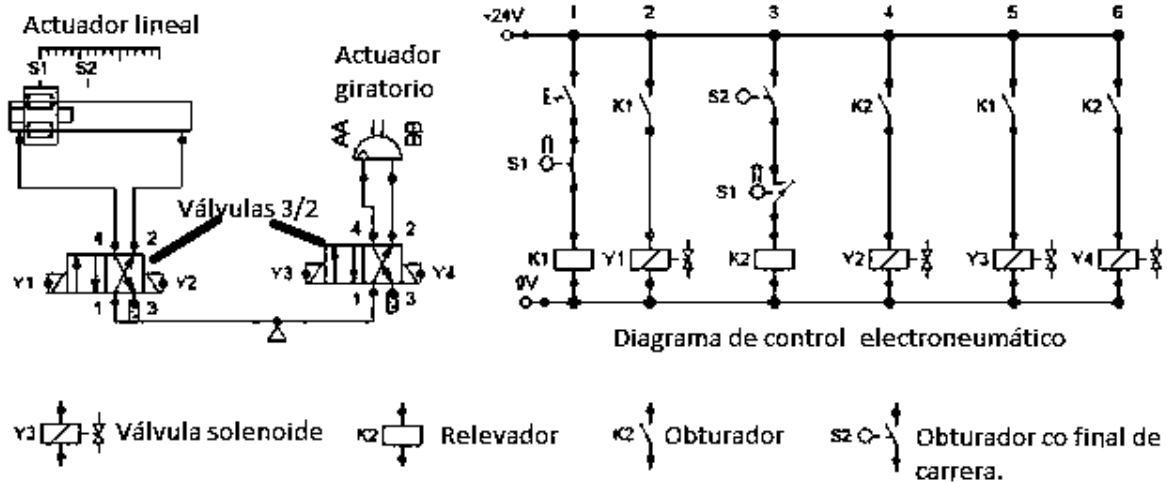 Actuador lineal
S1 S2
Actuador
giratorio
AA BB
Válvulas 3/2
4 2
Y1 Y2
1 3
4 2
Y3 Y4
1 3
+24V 1 2 3 4 5 6
E K1 S2 K2 K1 K2
S1 S1
K1 Y1 K2 Y2 Y3 Y4
0V
Diagrama de control electroneumático
Y3 Válvula solenoide
K2 Relevador
K2 Obturador
S2 Obturador co final de
carrera.